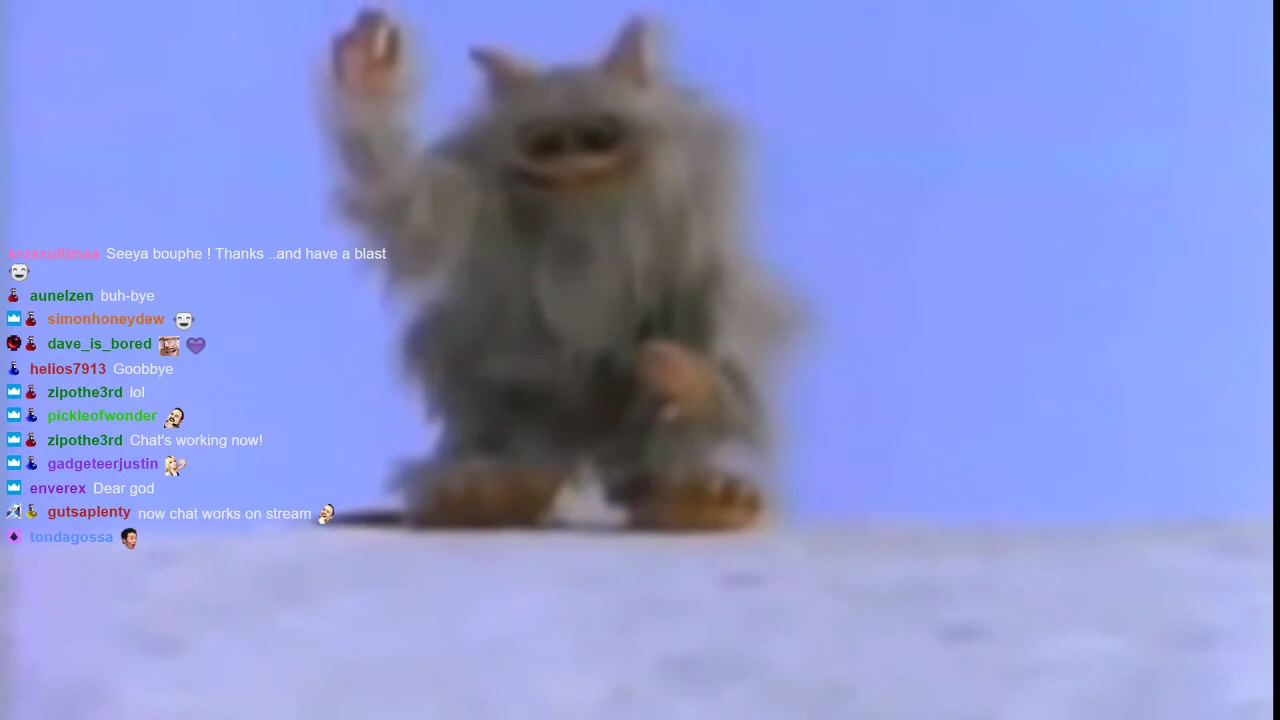 kraxxultimaa Seeya bouphe ! Thanks ..and have a blast
aunelzen buh-bye
simonhoneydew
dave_is_bored
helios7913 Goobbye
zipothe3rd lol
pickleofwonder
zipothe3rd Chat's working now!
gadgeteerjustin
enverex Dear god
gutsaplenty now chat works on stream
tondagossa